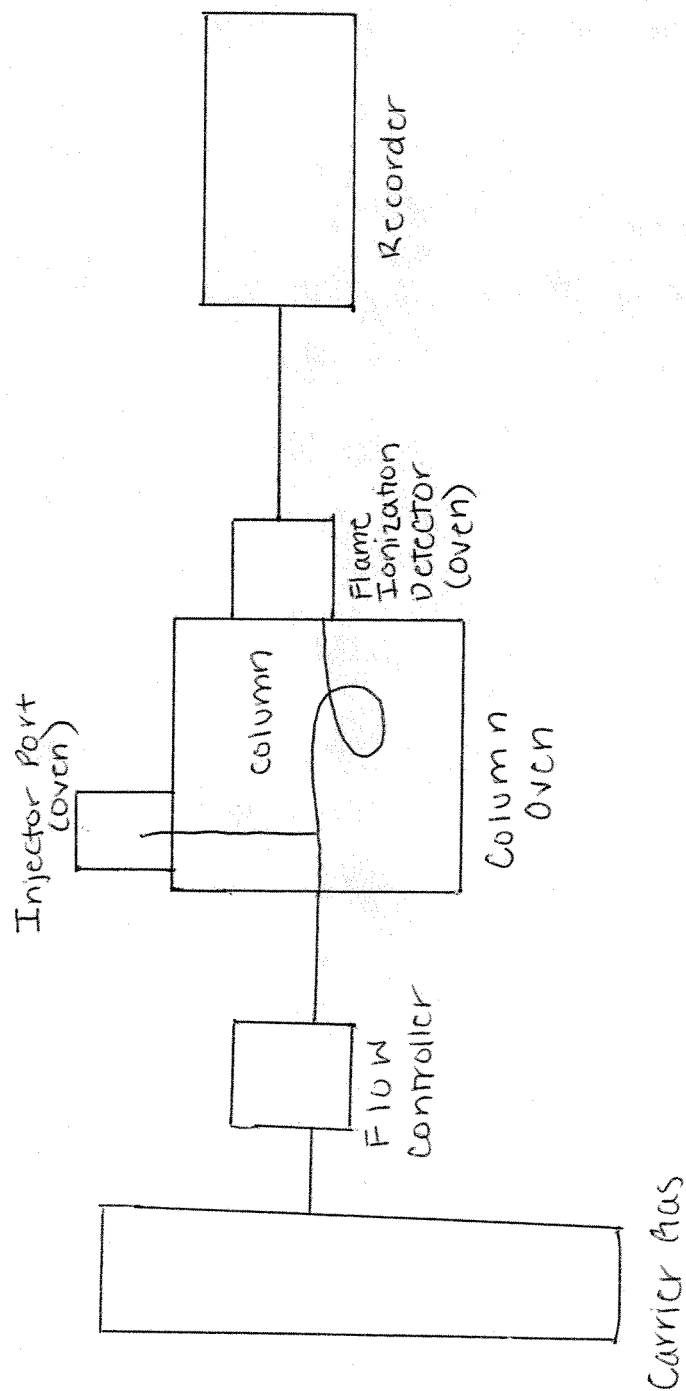 Injector Port
(oven)
Column
Recorder
Flame
Ionization
Detector
(oven)
Column
Oven
Flow
Controller
Carrier Gas